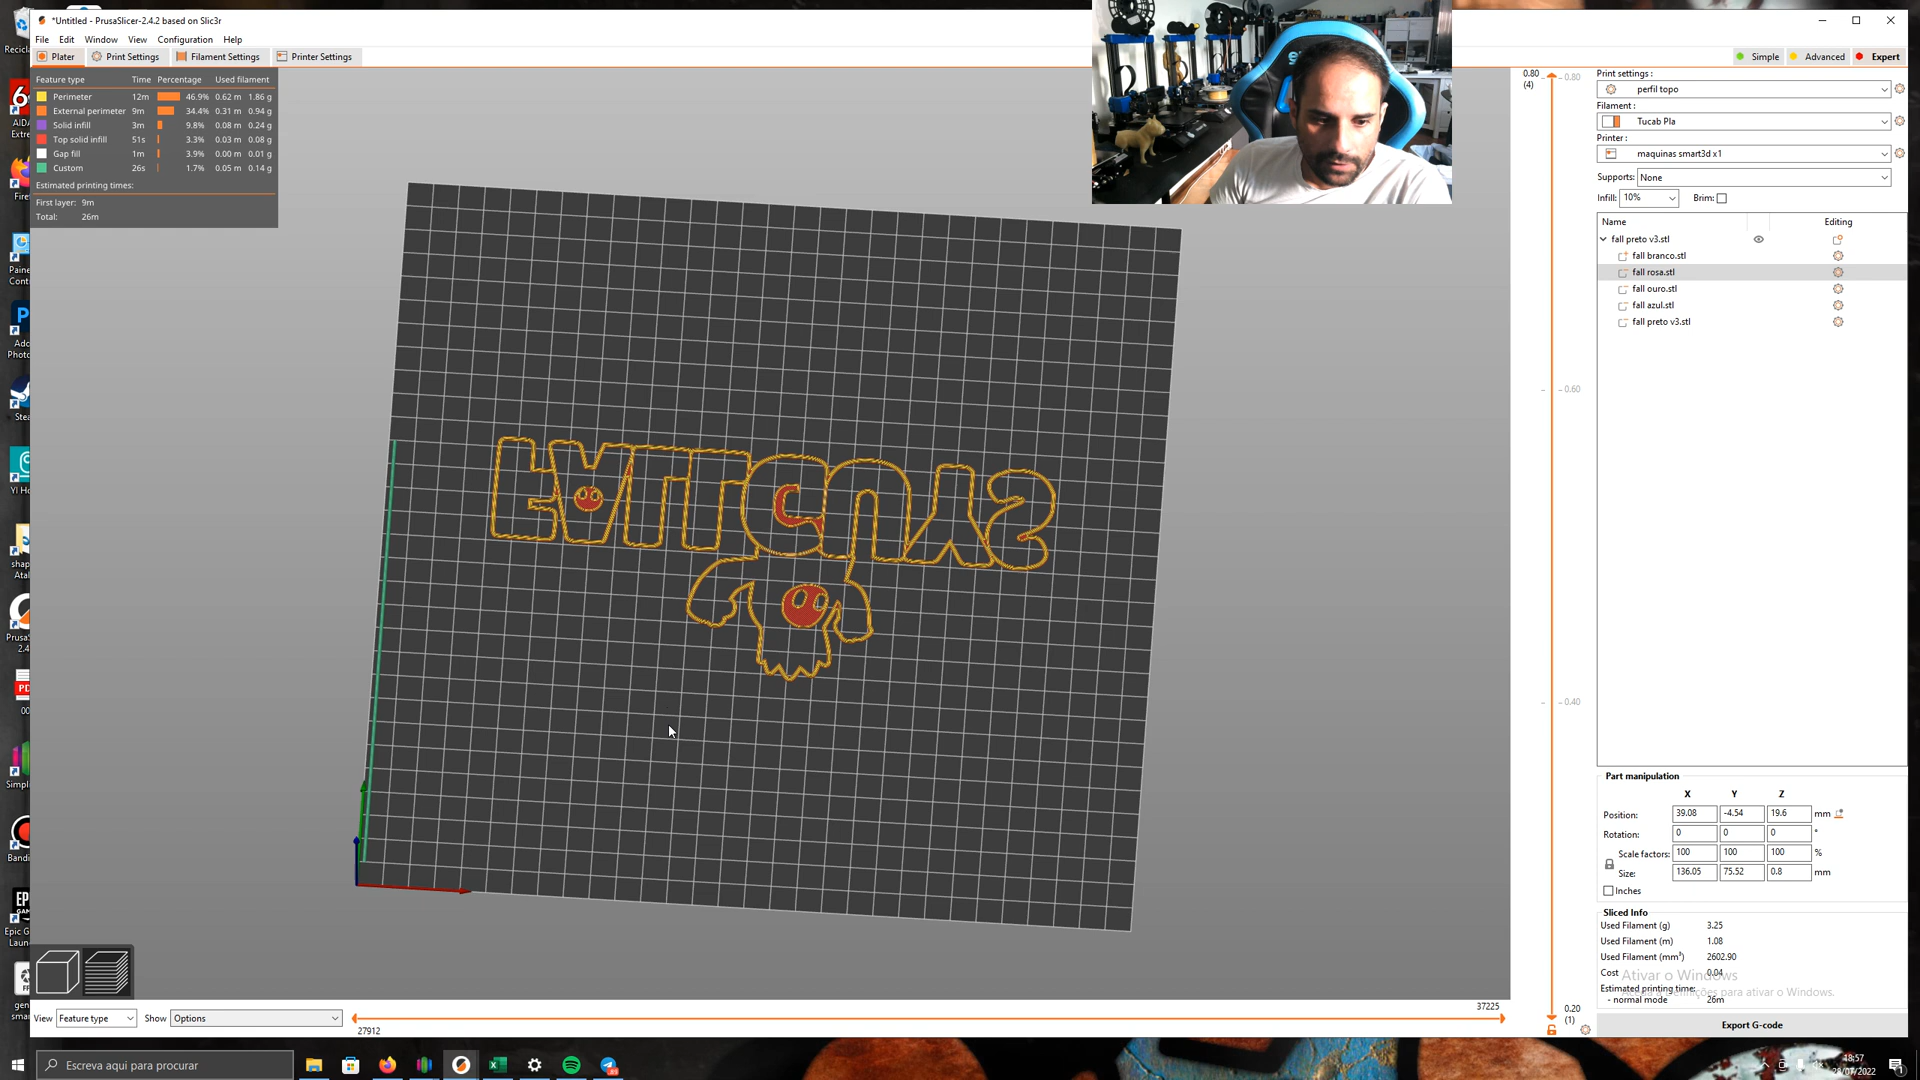 *Untitled - PrusaSlicer-2.4.2 based on Slic3r
File Edit Window View Configuration Help
Plater Print Settings Filament Settings Printer Settings
Simple Advanced Expert
Feature type Time Percentage Used filament
Perimeter 12m 46.9% 0.62 m 1.86 g
External perimeter 9m 34.4% 0.31 m 0.94 g
Solid infill 3m 9.8% 0.08 m 0.24 g
Top solid infill 51s 3.3% 0.03 m 0.08 g
Gap fill 1m 3.9% 0.00 m 0.01 g
Custom 26s 1.7% 0.05 m 0.14 g
Estimated printing times:
First layer: 9m
Total: 26m
0.80
(4)
0.80
0.60
0.40
0.20
(1)
Print settings :
perfil topo
Filament :
Tucab Pla
Printer :
maquinas smart3d x1
Supports: None
Infill: 10% Brim:
Name Editing
fall preto v3.stl
fall branco.stl
fall rosa.stl
fall ouro.stl
fall azul.stl
fall preto v3.stl
Part manipulation
X Y Z
Position: 39.08 -4.54 19.6 mm
Rotation: 0 0 0 °
Scale factors: 100 100 100 %
Size: 136.05 75.52 0.8 mm
Inches
Sliced Info
Used Filament (g) 3.25
Used Filament (m) 1.08
Used Filament (mm³) 2602.90
Cost 0.04
Ativar o Windows
Estimated printing time:
para ativar o Windows.
- normal mode 26m
Export G-code
View Feature type Show Options
27912
37225
Escreva aqui para procurar
18:57
28/07/2022